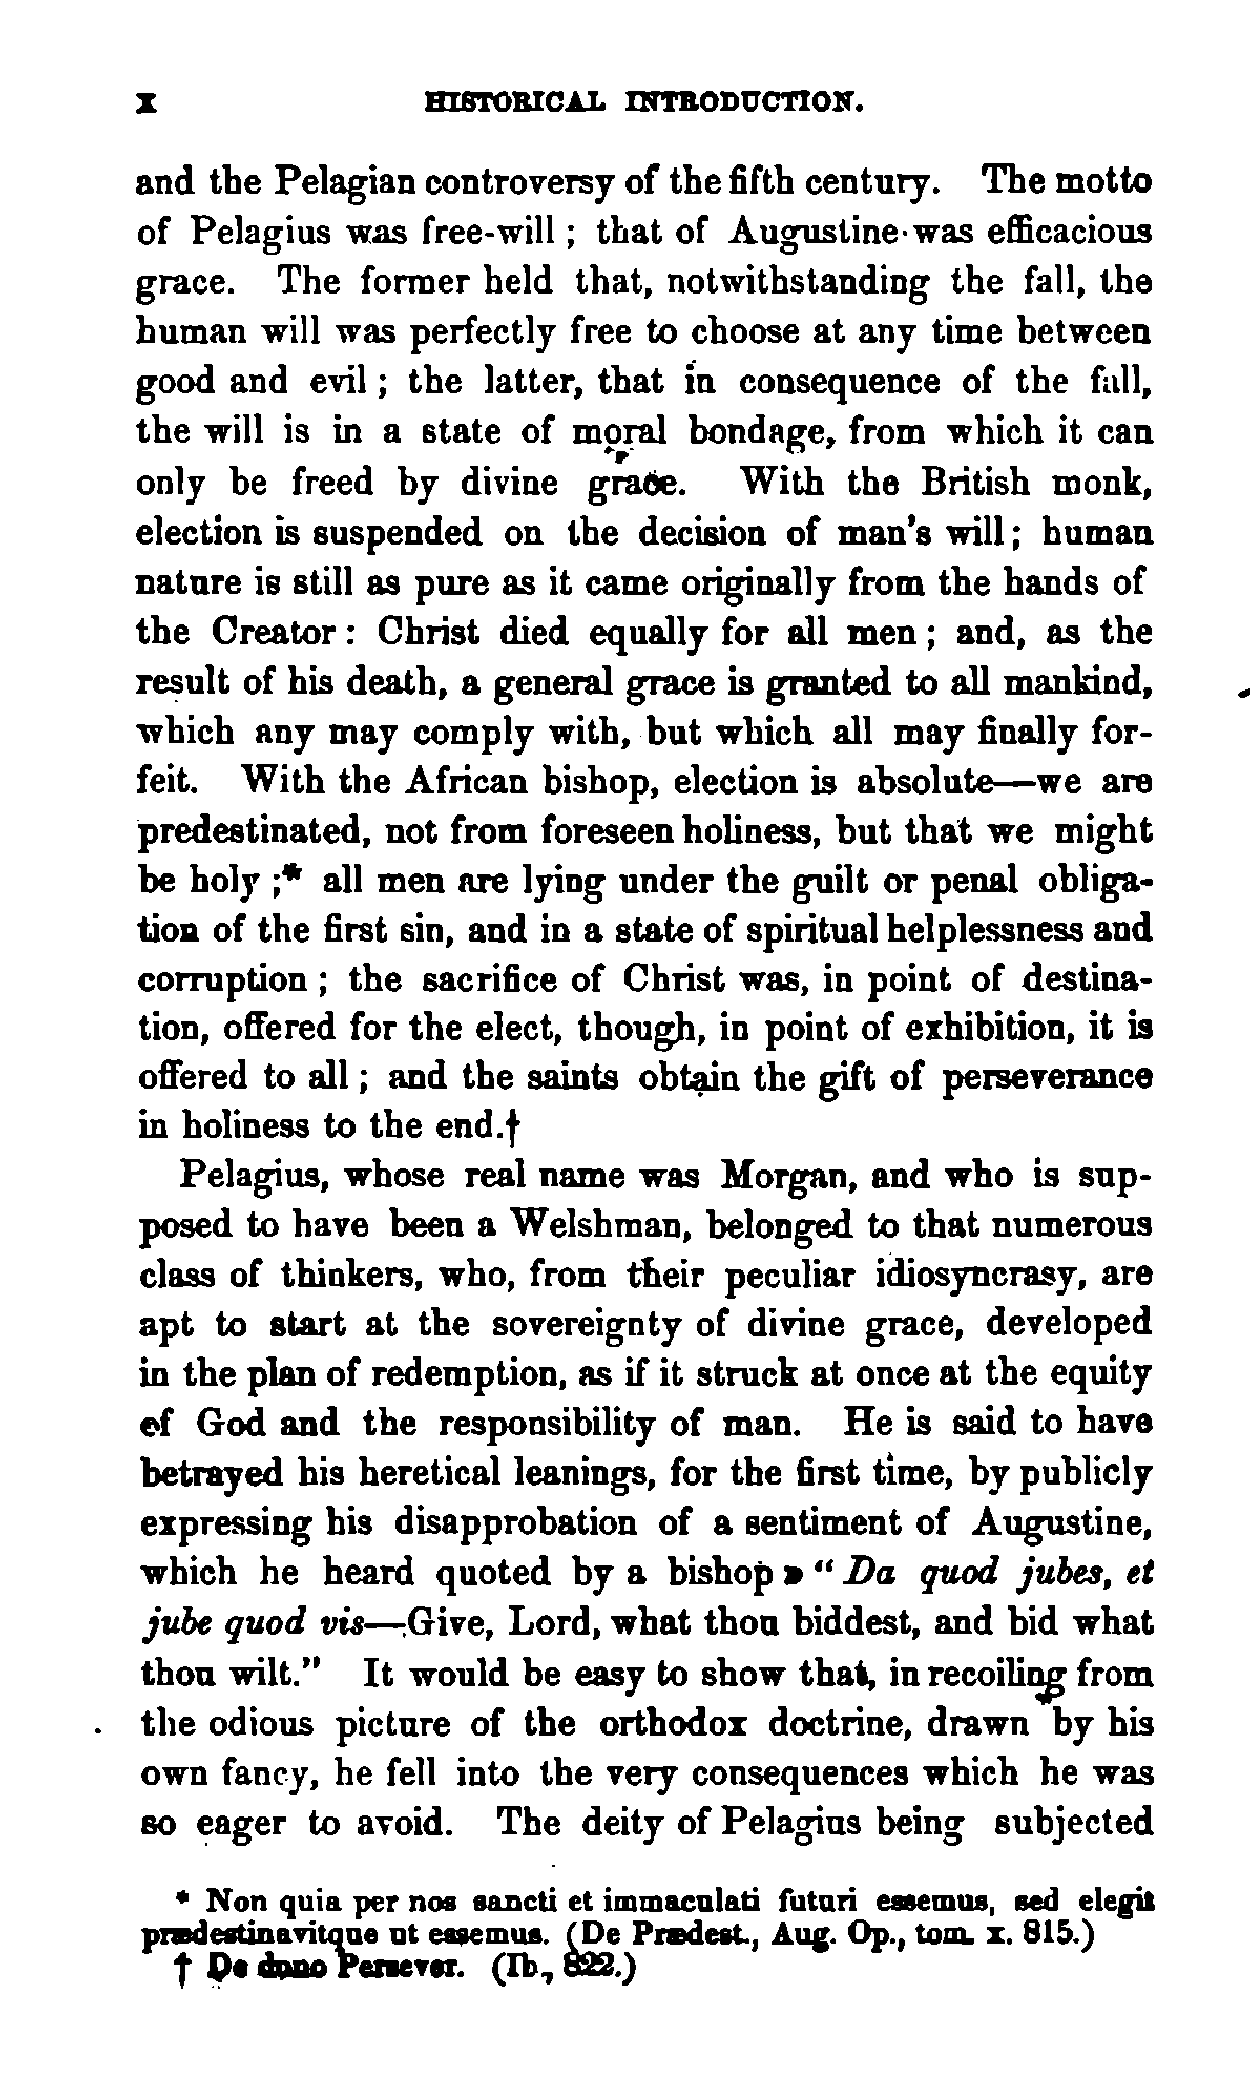 x HISTORICAL INTRODUCTION.
and the Pelagian controversy of the fifth century. The motto
of Pelagius was free-will ; that of Augustine was efficacious
grace. The former held that, notwithstanding the fall, the
human will was perfectly free to choose at any time between
good and evil ; the latter, that in consequence of the fall,
the will is in a state of moral bondage, from which it can
only be freed by divine grace. With the British monk,
election is suspended on the decision of man's will ; human
nature is still as pure as it came originally from the hands of
the Creator : Christ died equally for all men ; and, as the
result of his death, a general grace is granted to all mankind,
which any may comply with, but which all may finally for-
feit. With the African bishop, election is absolute—we are
predestinated, not from foreseen holiness, but that we might
be holy ;* all men are lying under the guilt or penal obliga-
tion of the first sin, and in a state of spiritual helplessness and
corruption ; the sacrifice of Christ was, in point of destina-
tion, offered for the elect, though, in point of exhibition, it is
offered to all ; and the saints obtain the gift of perseverance
in holiness to the end.†
Pelagius, whose real name was Morgan, and who is sup-
posed to have been a Welshman, belonged to that numerous
class of thinkers, who, from their peculiar idiosyncrasy, are
apt to start at the sovereignty of divine grace, developed
in the plan of redemption, as if it struck at once at the equity
of God and the responsibility of man. He is said to have
betrayed his heretical leanings, for the first time, by publicly
expressing his disapprobation of a sentiment of Augustine,
which he heard quoted by a bishop : " Da quod jubes, et
jube quod vis—Give, Lord, what thou biddest, and bid what
thou wilt." It would be easy to show that, in recoiling from
the odious picture of the orthodox doctrine, drawn by his
own fancy, he fell into the very consequences which he was
so eager to avoid. The deity of Pelagius being subjected
* Non quia per nos sancti et immaculati futuri essemus, sed elegit
prædestinavitque ut essemus. (De Prædest., Aug. Op., tom. x. 815.)
† De dono Persever. (Ib., 822.)